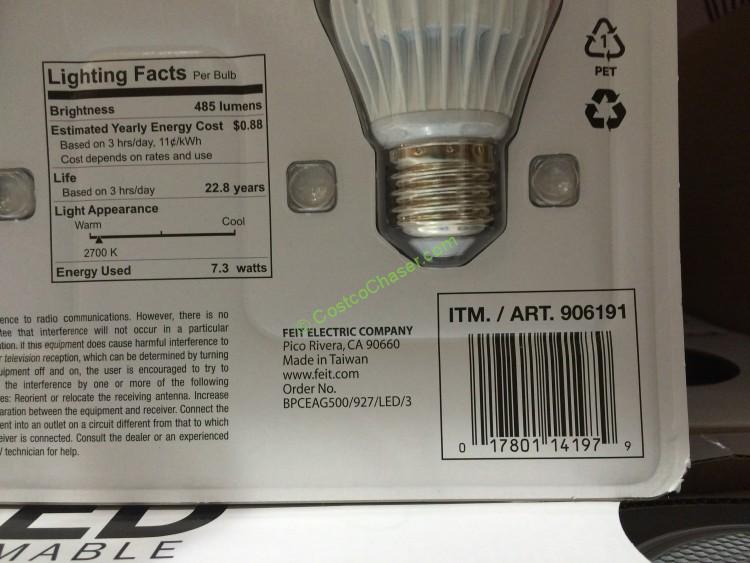 1
PET
Lighting Facts Per Bulb
Brightness 485 lumens
Estimated Yearly Energy Cost $0.88
Based on 3 hrs/day, 11¢/kWh
Cost depends on rates and use
Life
Based on 3 hrs/day 22.8 years
Light Appearance
Warm Cool
2700 K
Energy Used 7.3 watts
© CostcoChaser.com
ence to radio communications. However, there is no
tee that interference will not occur in a particular
ation. If this equipment does cause harmful interference to
r television reception, which can be determined by turning
uipment off and on, the user is encouraged to try to
the interference by one or more of the following
es: Reorient or relocate the receiving antenna. Increase
aration between the equipment and receiver. Connect the
ent into an outlet on a circuit different from that to which
eiver is connected. Consult the dealer or an experienced
/ technician for help.
FEIT ELECTRIC COMPANY
Pico Rivera, CA 90660
Made in Taiwan
www.feit.com
Order No.
BPCEAG500/927/LED/3
ITM. / ART. 906191
0 17801 14197 9
ED
MABLE